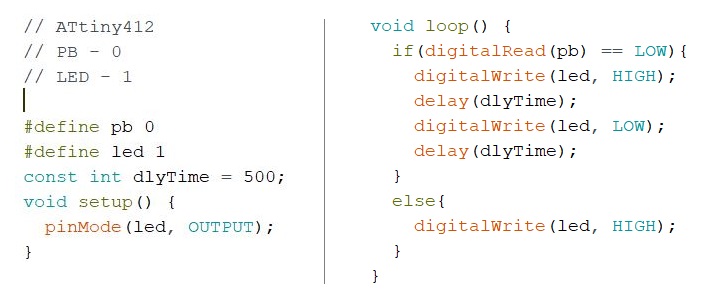 // ATtiny412
// PB - 0
// LED - 1
#define pb 0
#define led 1
const int dlyTime = 500;
void setup() {
  pinMode(led, OUTPUT);
}
void loop() {
  if(digitalRead(pb) == LOW){
    digitalWrite(led, HIGH);
    delay(dlyTime);
    digitalWrite(led, LOW);
    delay(dlyTime);
  }
  else{
    digitalWrite(led, HIGH);
  }
}